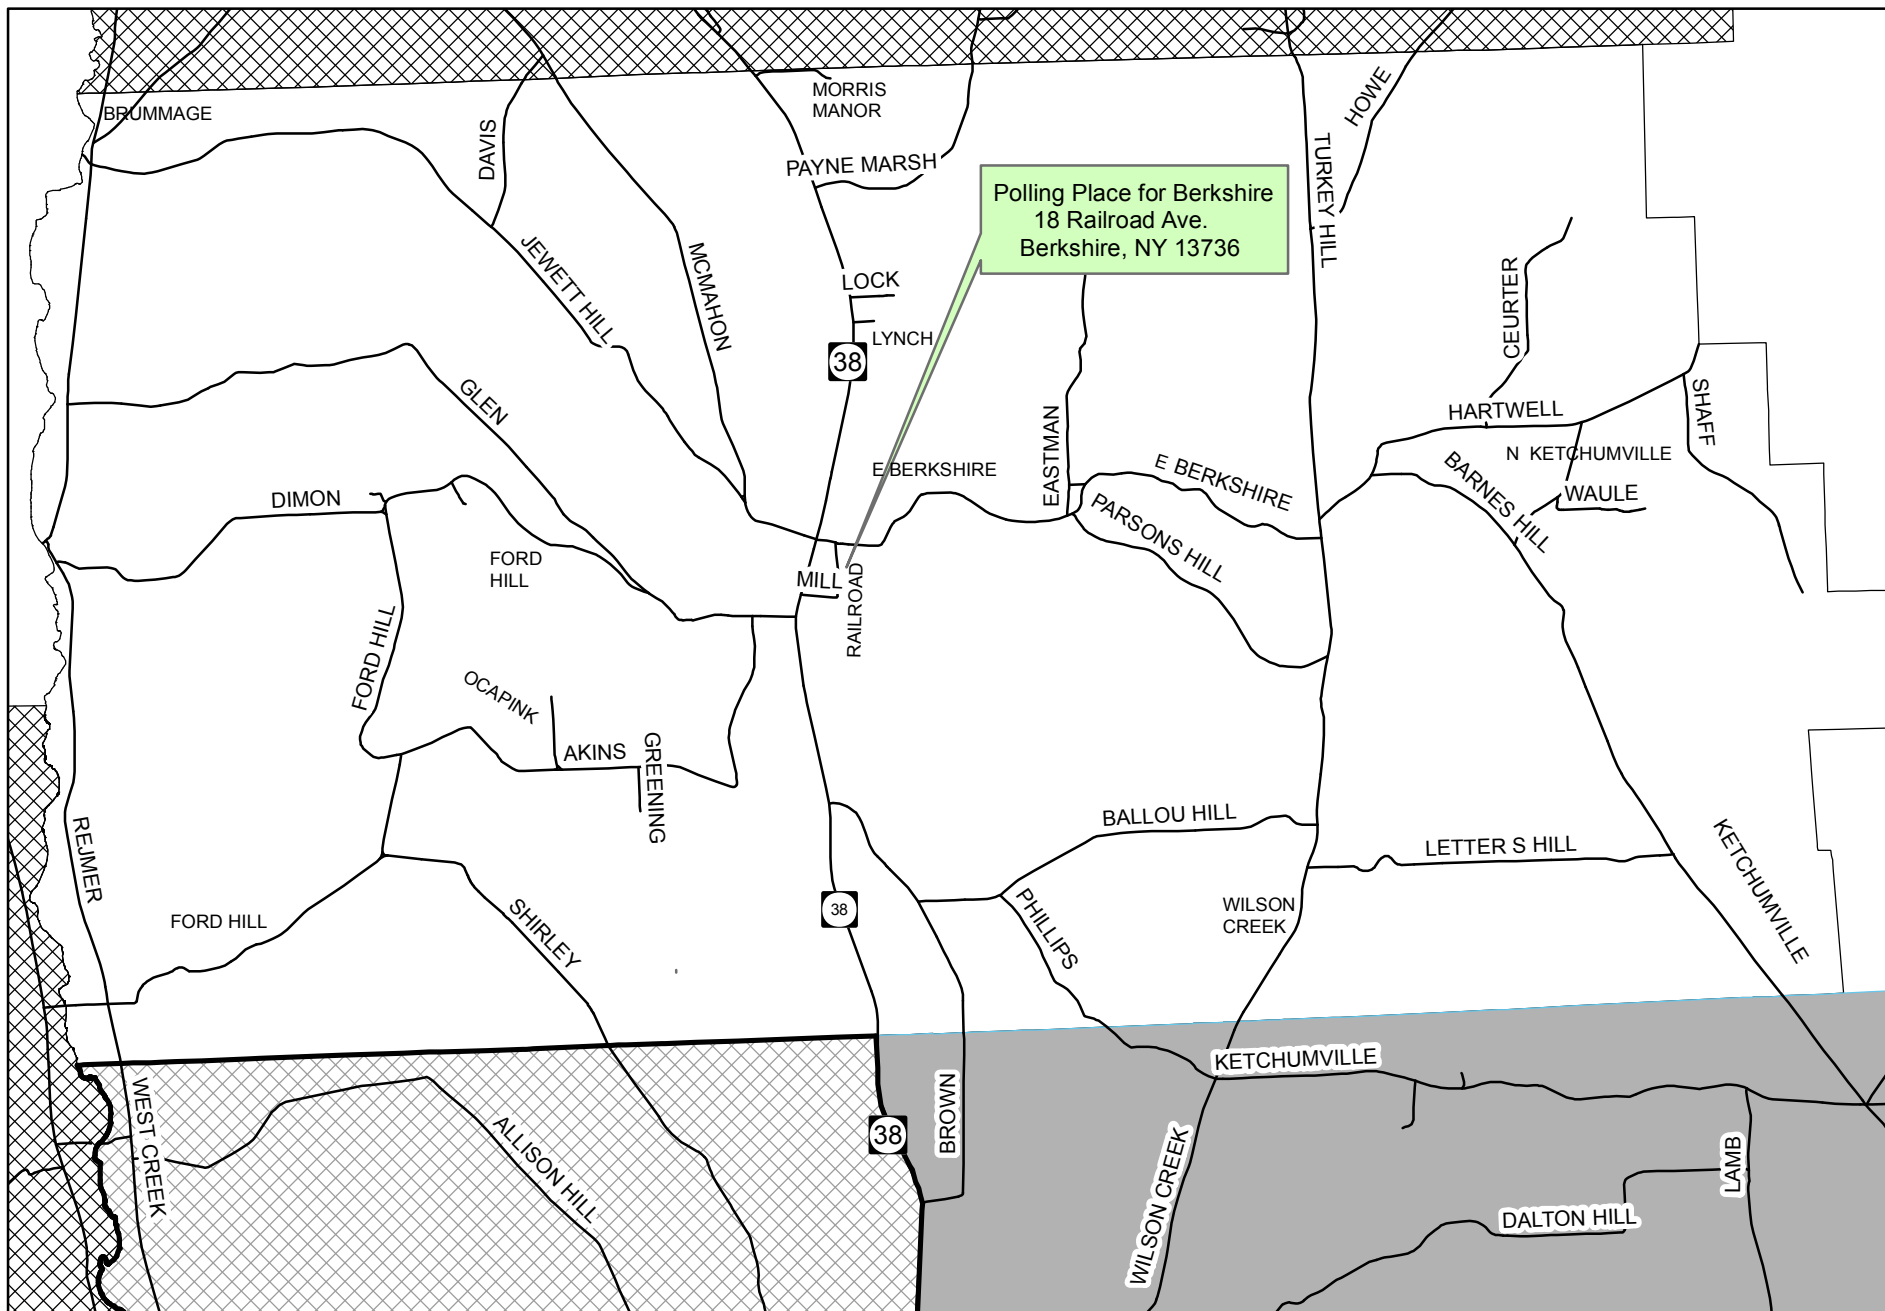 BRUMMAGE
MORRIS
MANOR
HOWE
DAVIS
PAYNE MARSH
TURKEY HILL
Polling Place for Berkshire
18 Railroad Ave.
Berkshire, NY 13736
JEWETT HILL
MCMAHON
LOCK
LYNCH
38
CEURTER
GLEN
HARTWELL
SHAFF
EASTMAN
E BERKSHIRE
E BERKSHIRE
N KETCHUMVILLE
BARNES HILL
WAULE
DIMON
PARSONS HILL
FORD
HILL
MILL
RAILROAD
FORD HILL
OCAPINK
AKINS
GREENING
REJMER
BALLOU HILL
LETTER S HILL
KETCHUMVILLE
FORD HILL
SHIRLEY
38
PHILLIPS
WILSON
CREEK
KETCHUMVILLE
WEST CREEK
ALLISON HILL
38
BROWN
WILSON CREEK
LAMB
DALTON HILL